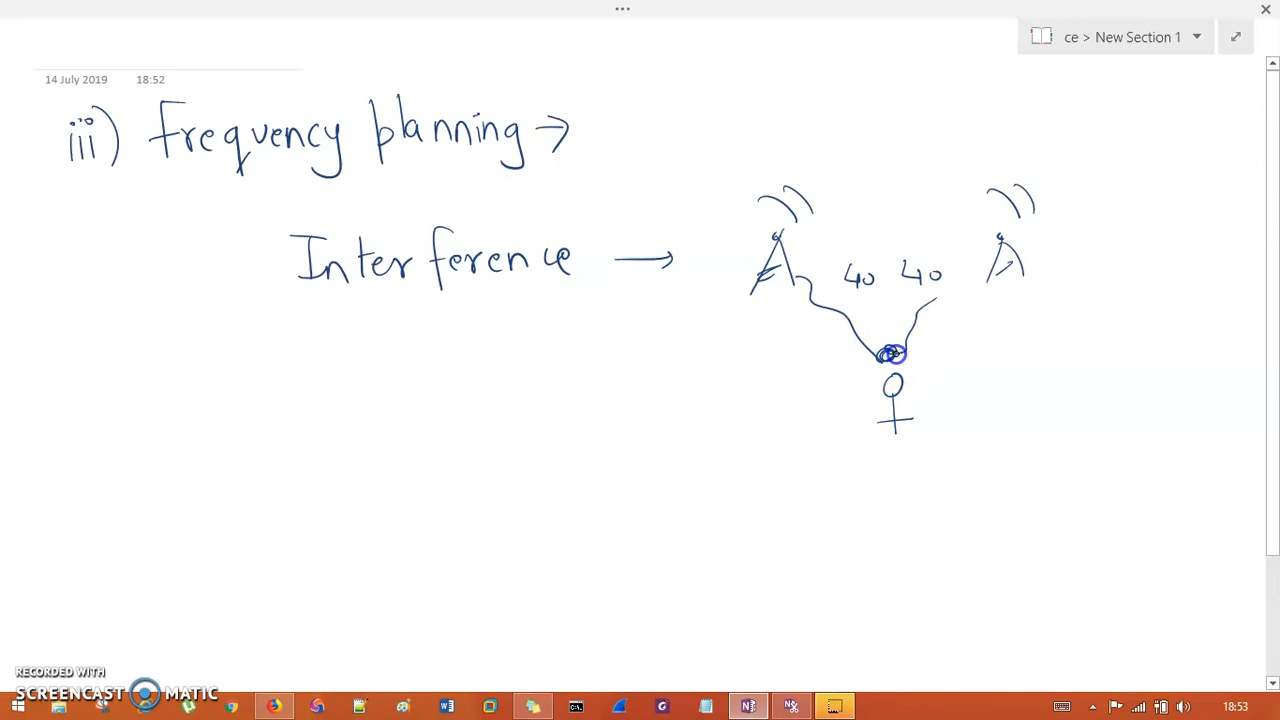 ...
ce > New Section 1
14 July 2019 18:52
iii) Frequency planning →
Interference →
40 40
RECORDED WITH
SCREENCAST MATIC
18:53